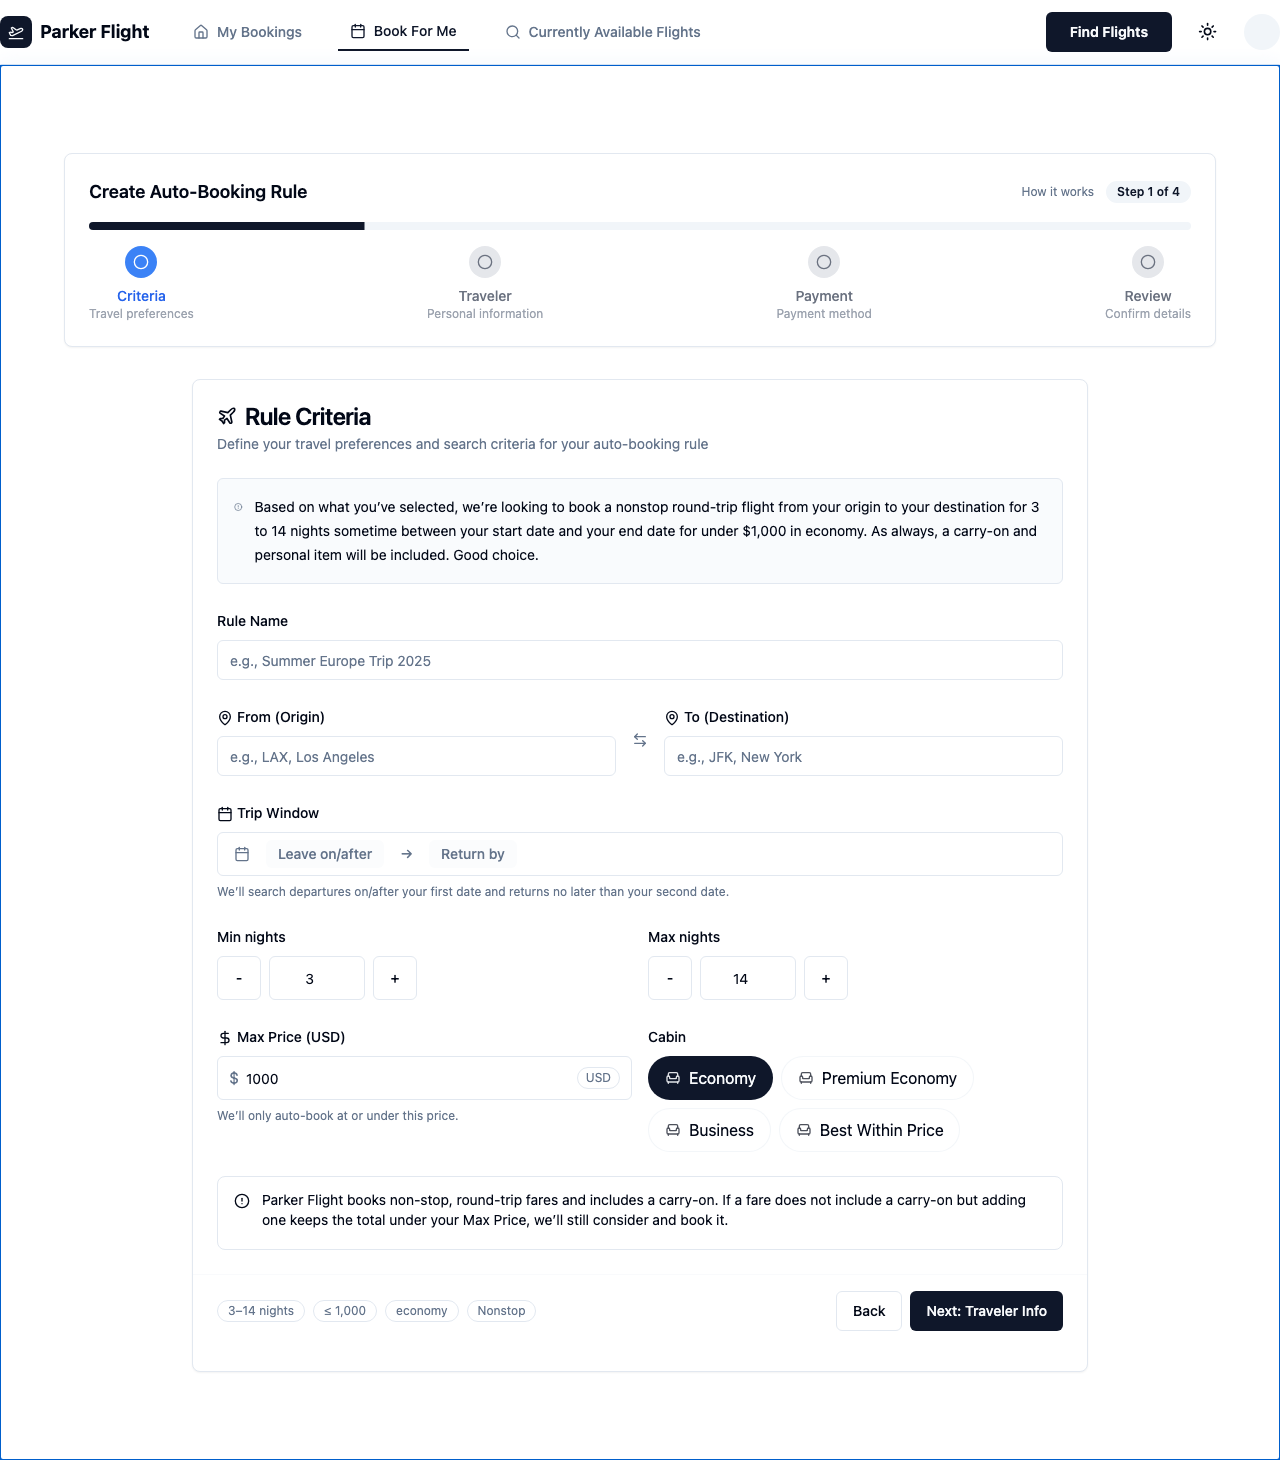 Parker Flight
My Bookings
Book For Me
Currently Available Flights
Find Flights
Create Auto-Booking Rule
How it works
Step 1 of 4
Criteria
Travel preferences
Traveler
Personal information
Payment
Payment method
Review
Confirm details
Rule Criteria
Define your travel preferences and search criteria for your auto-booking rule
Based on what you’ve selected, we’re looking to book a nonstop round-trip flight from your origin to your destination for 3
to 14 nights sometime between your start date and your end date for under $1,000 in economy. As always, a carry-on and
personal item will be included. Good choice.
Rule Name
e.g., Summer Europe Trip 2025
From (Origin)
e.g., LAX, Los Angeles
To (Destination)
e.g., JFK, New York
Trip Window
Leave on/after → Return by
We’ll search departures on/after your first date and returns no later than your second date.
Min nights
- 3 +
Max nights
- 14 +
Max Price (USD)
$ 1000 USD
We’ll only auto-book at or under this price.
Cabin
Economy
Premium Economy
Business
Best Within Price
Parker Flight books non-stop, round-trip fares and includes a carry-on. If a fare does not include a carry-on but adding
one keeps the total under your Max Price, we’ll still consider and book it.
3–14 nights
≤ 1,000
economy
Nonstop
Back
Next: Traveler Info